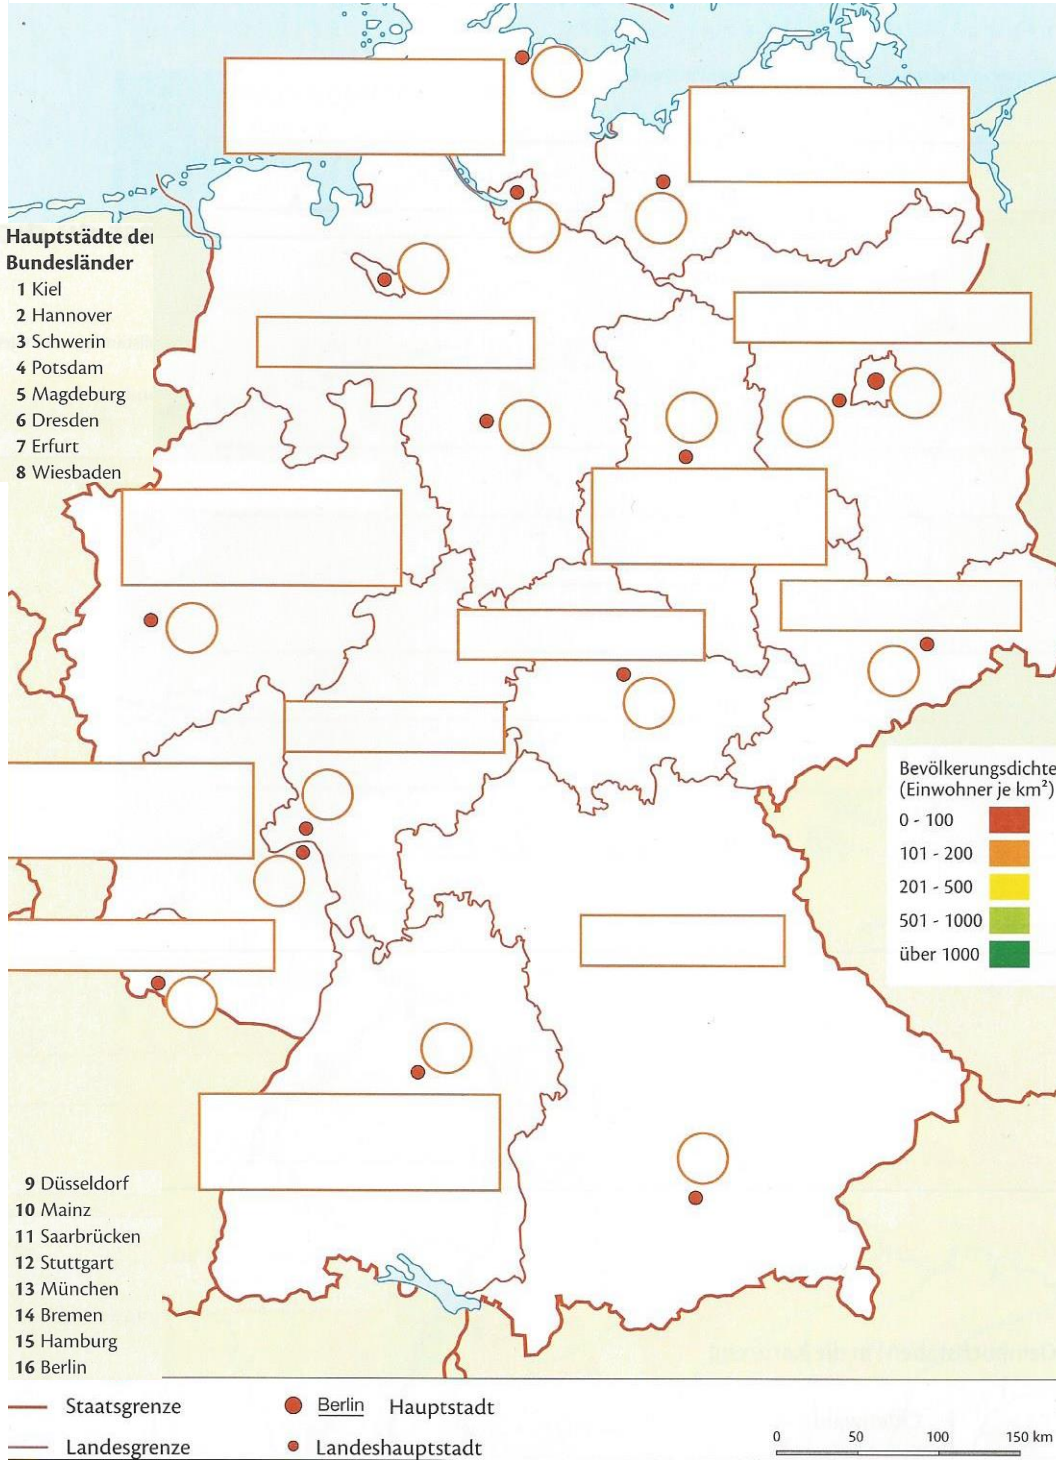 Hauptstädte der
Bundesländer
1 Kiel
2 Hannover
3 Schwerin
4 Potsdam
5 Magdeburg
6 Dresden
7 Erfurt
8 Wiesbaden
Bevölkerungsdichte
(Einwohner je km²)
0 - 100
101 - 200
201 - 500
501 - 1000
über 1000
9 Düsseldorf
10 Mainz
11 Saarbrücken
12 Stuttgart
13 München
14 Bremen
15 Hamburg
16 Berlin
Staatsgrenze
Berlin Hauptstadt
Landesgrenze
Landeshauptstadt
0 50 100 150 km